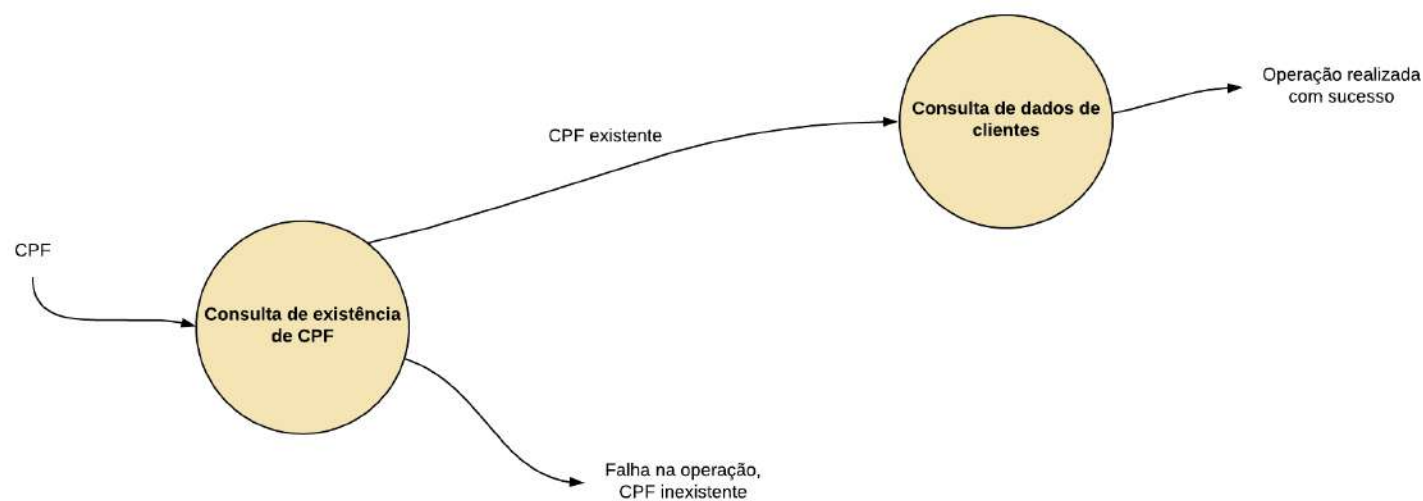 CPF
Consulta de existência
de CPF
CPF existente
Falha na operação,
CPF inexistente
Consulta de dados de
clientes
Operação realizada
com sucesso